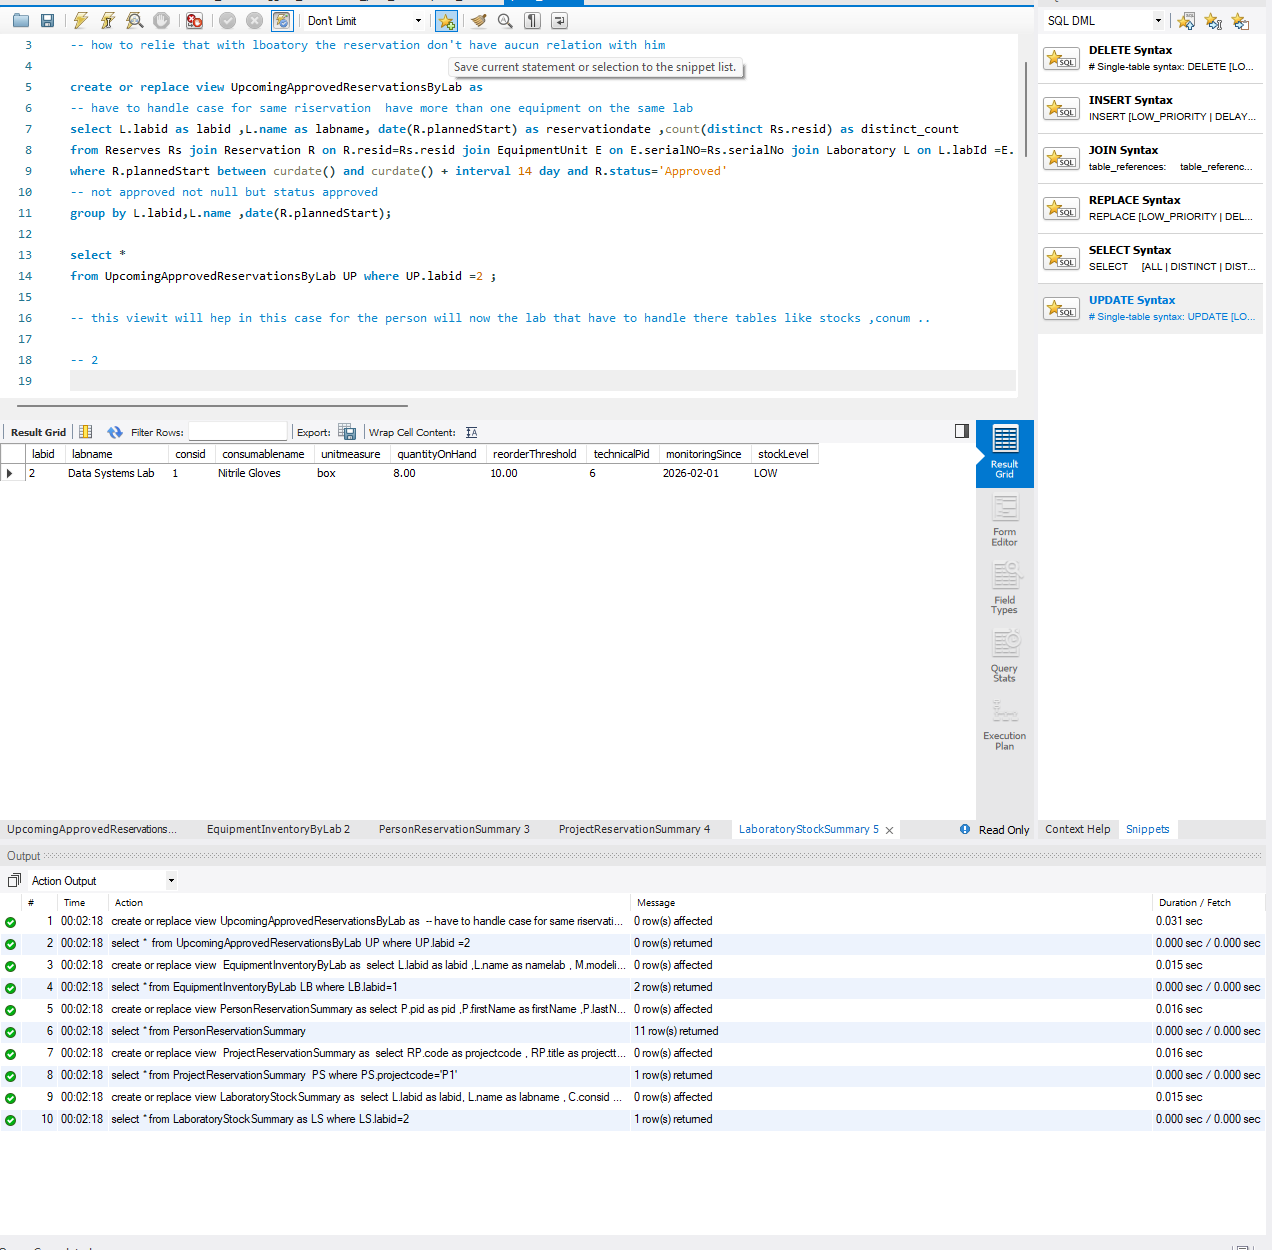 Don't Limit
SQL DML
3 -- how to relie that with lboatory the reservation don't have aucun relation with him
Save current statement or selection to the snippet list.
4
5 create or replace view UpcomingApprovedReservationsByLab as
6 -- have to handle case for same riservation  have more than one equipment on the same lab
7 select L.labid as labid ,L.name as labname, date(R.plannedStart) as reservationdate ,count(distinct Rs.resid) as distinct_count
8 from Reserves Rs join Reservation R on R.resid=Rs.resid join EquipmentUnit E on E.serialNO=Rs.serialNo join Laboratory L on L.labId =E.
9 where R.plannedStart between curdate() and curdate() + interval 14 day and R.status='Approved'
10 -- not approved not null but status approved
11 group by L.labid,L.name ,date(R.plannedStart);
12
13 select *
14 from UpcomingApprovedReservationsByLab UP where UP.labid =2 ;
15
16 -- this viewit will hep in this case for the person will now the lab that have to handle there tables like stocks ,conum ..
17
18 -- 2
19
DELETE Syntax
# Single-table syntax: DELETE [LO...
INSERT Syntax
INSERT [LOW_PRIORITY | DELAY...
JOIN Syntax
table_references: table_referenc...
REPLACE Syntax
REPLACE [LOW_PRIORITY | DEL...
SELECT Syntax
SELECT [ALL | DISTINCT | DIST...
UPDATE Syntax
# Single-table syntax: UPDATE [LO...
Result Grid Filter Rows: Export: Wrap Cell Content:
labid labname consid consumablename unitmeasure quantityOnHand reorderThreshold technicalPid monitoringSince stockLevel
2 Data Systems Lab 1 Nitrile Gloves box 8.00 10.00 6 2026-02-01 LOW
Result
Grid
Form
Editor
Field
Types
Query
Stats
Execution
Plan
UpcomingApprovedReservations... EquipmentInventoryByLab 2 PersonReservationSummary 3 ProjectReservationSummary 4 LaboratoryStockSummary 5 Read Only Context Help Snippets
Output
Action Output
# Time Action Message Duration / Fetch
1 00:02:18 create or replace view UpcomingApprovedReservationsByLab as -- have to handle case for same riservati... 0 row(s) affected 0.031 sec
2 00:02:18 select * from UpcomingApprovedReservationsByLab UP where UP.labid =2 0 row(s) returned 0.000 sec / 0.000 sec
3 00:02:18 create or replace view EquipmentInventoryByLab as select L.labid as labid ,L.name as namelab , M.modeli... 0 row(s) affected 0.015 sec
4 00:02:18 select * from EquipmentInventoryByLab LB where LB.labid=1 2 row(s) returned 0.000 sec / 0.000 sec
5 00:02:18 create or replace view PersonReservationSummary as select P.pid as pid ,P.firstName as firstName ,P.lastN... 0 row(s) affected 0.016 sec
6 00:02:18 select * from PersonReservationSummary 11 row(s) returned 0.000 sec / 0.000 sec
7 00:02:18 create or replace view ProjectReservationSummary as select RP.code as projectcode , RP.title as projectt... 0 row(s) affected 0.016 sec
8 00:02:18 select * from ProjectReservationSummary PS where PS.projectcode='P1' 1 row(s) returned 0.000 sec / 0.000 sec
9 00:02:18 create or replace view LaboratoryStockSummary as select L.labid as labid, L.name as labname , C.consid ... 0 row(s) affected 0.015 sec
10 00:02:18 select * from LaboratoryStockSummary as LS where LS.labid=2 1 row(s) returned 0.000 sec / 0.000 sec